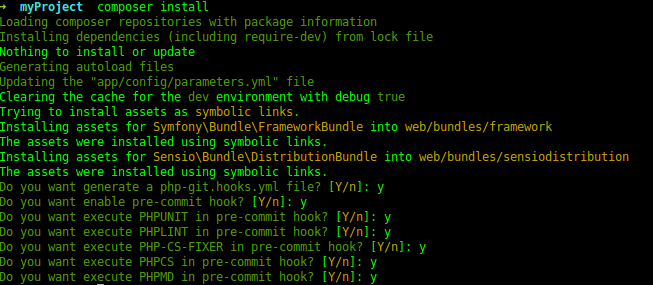 → myProject composer install
Loading composer repositories with package information
Installing dependencies (including require-dev) from lock file
Nothing to install or update
Generating autoload files
Updating the "app/config/parameters.yml" file
Clearing the cache for the dev environment with debug true
Trying to install assets as symbolic links.
Installing assets for Symfony\Bundle\FrameworkBundle into web/bundles/framework
The assets were installed using symbolic links.
Installing assets for Sensio\Bundle\DistributionBundle into web/bundles/sensiodistribution
The assets were installed using symbolic links.
Do you want generate a php-git.hooks.yml file? [Y/n]: y
Do you want enable pre-commit hook? [Y/n]: y
Do you want execute PHPUNIT in pre-commit hook? [Y/n]: y
Do you want execute PHPLINT in pre-commit hook? [Y/n]: y
Do you want execute PHP-CS-FIXER in pre-commit hook? [Y/n]: y
Do you want execute PHPCS in pre-commit hook? [Y/n]: y
Do you want execute PHPMD in pre-commit hook? [Y/n]: y